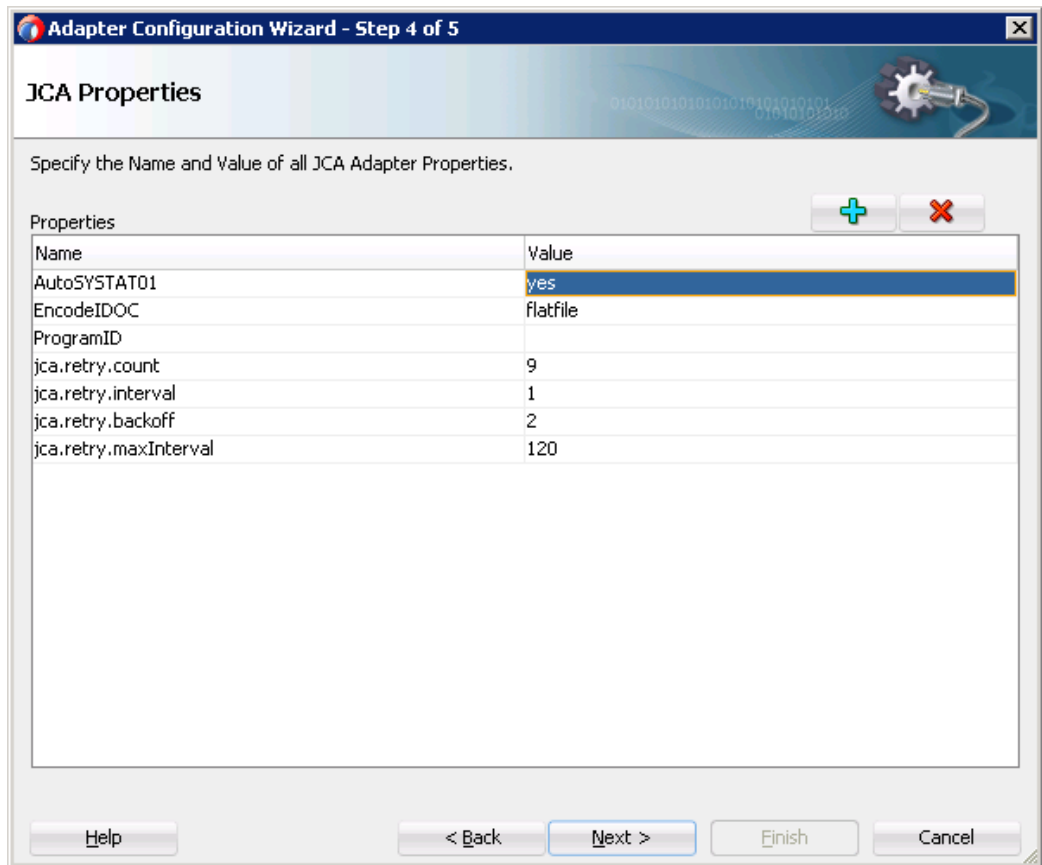 Adapter Configuration Wizard - Step 4 of 5
JCA Properties
Specify the Name and Value of all JCA Adapter Properties.
Properties
Name Value
AutoSYSTAT01 yes
EncodeIDOC flatfile
ProgramID
jca.retry.count 9
jca.retry.interval 1
jca.retry.backoff 2
jca.retry.maxInterval 120
Help < Back Next > Finish Cancel